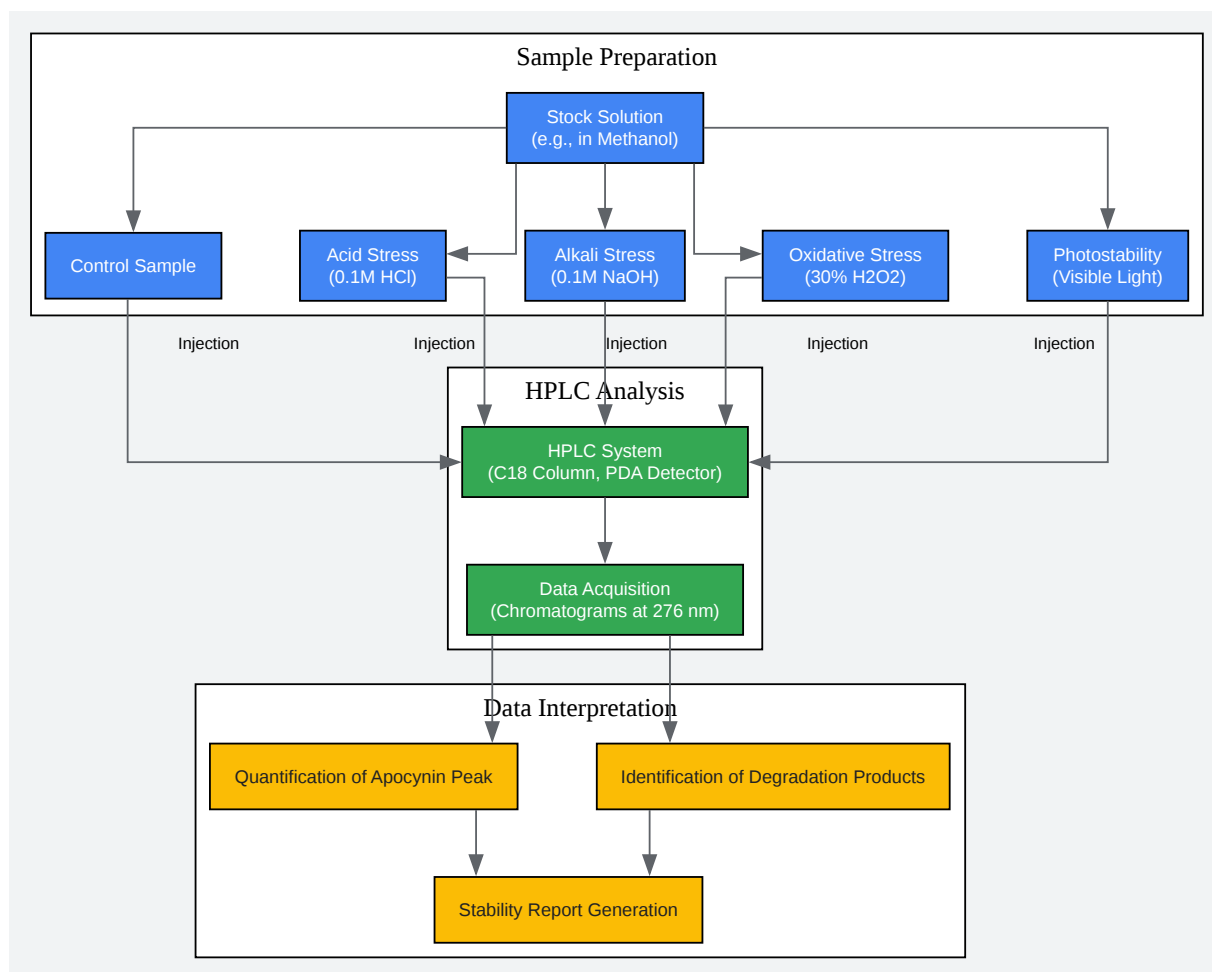 Sample Preparation
Stock Solution
(e.g., in Methanol)
Control Sample
Acid Stress
(0.1M HCl)
Alkali Stress
(0.1M NaOH)
Oxidative Stress
(30% H2O2)
Photostability
(Visible Light)
Injection
Injection
Injection
Injection
Injection
HPLC Analysis
HPLC System
(C18 Column, PDA Detector)
Data Acquisition
(Chromatograms at 276 nm)
Data Interpretation
Quantification of Apocynin Peak
Identification of Degradation Products
Stability Report Generation